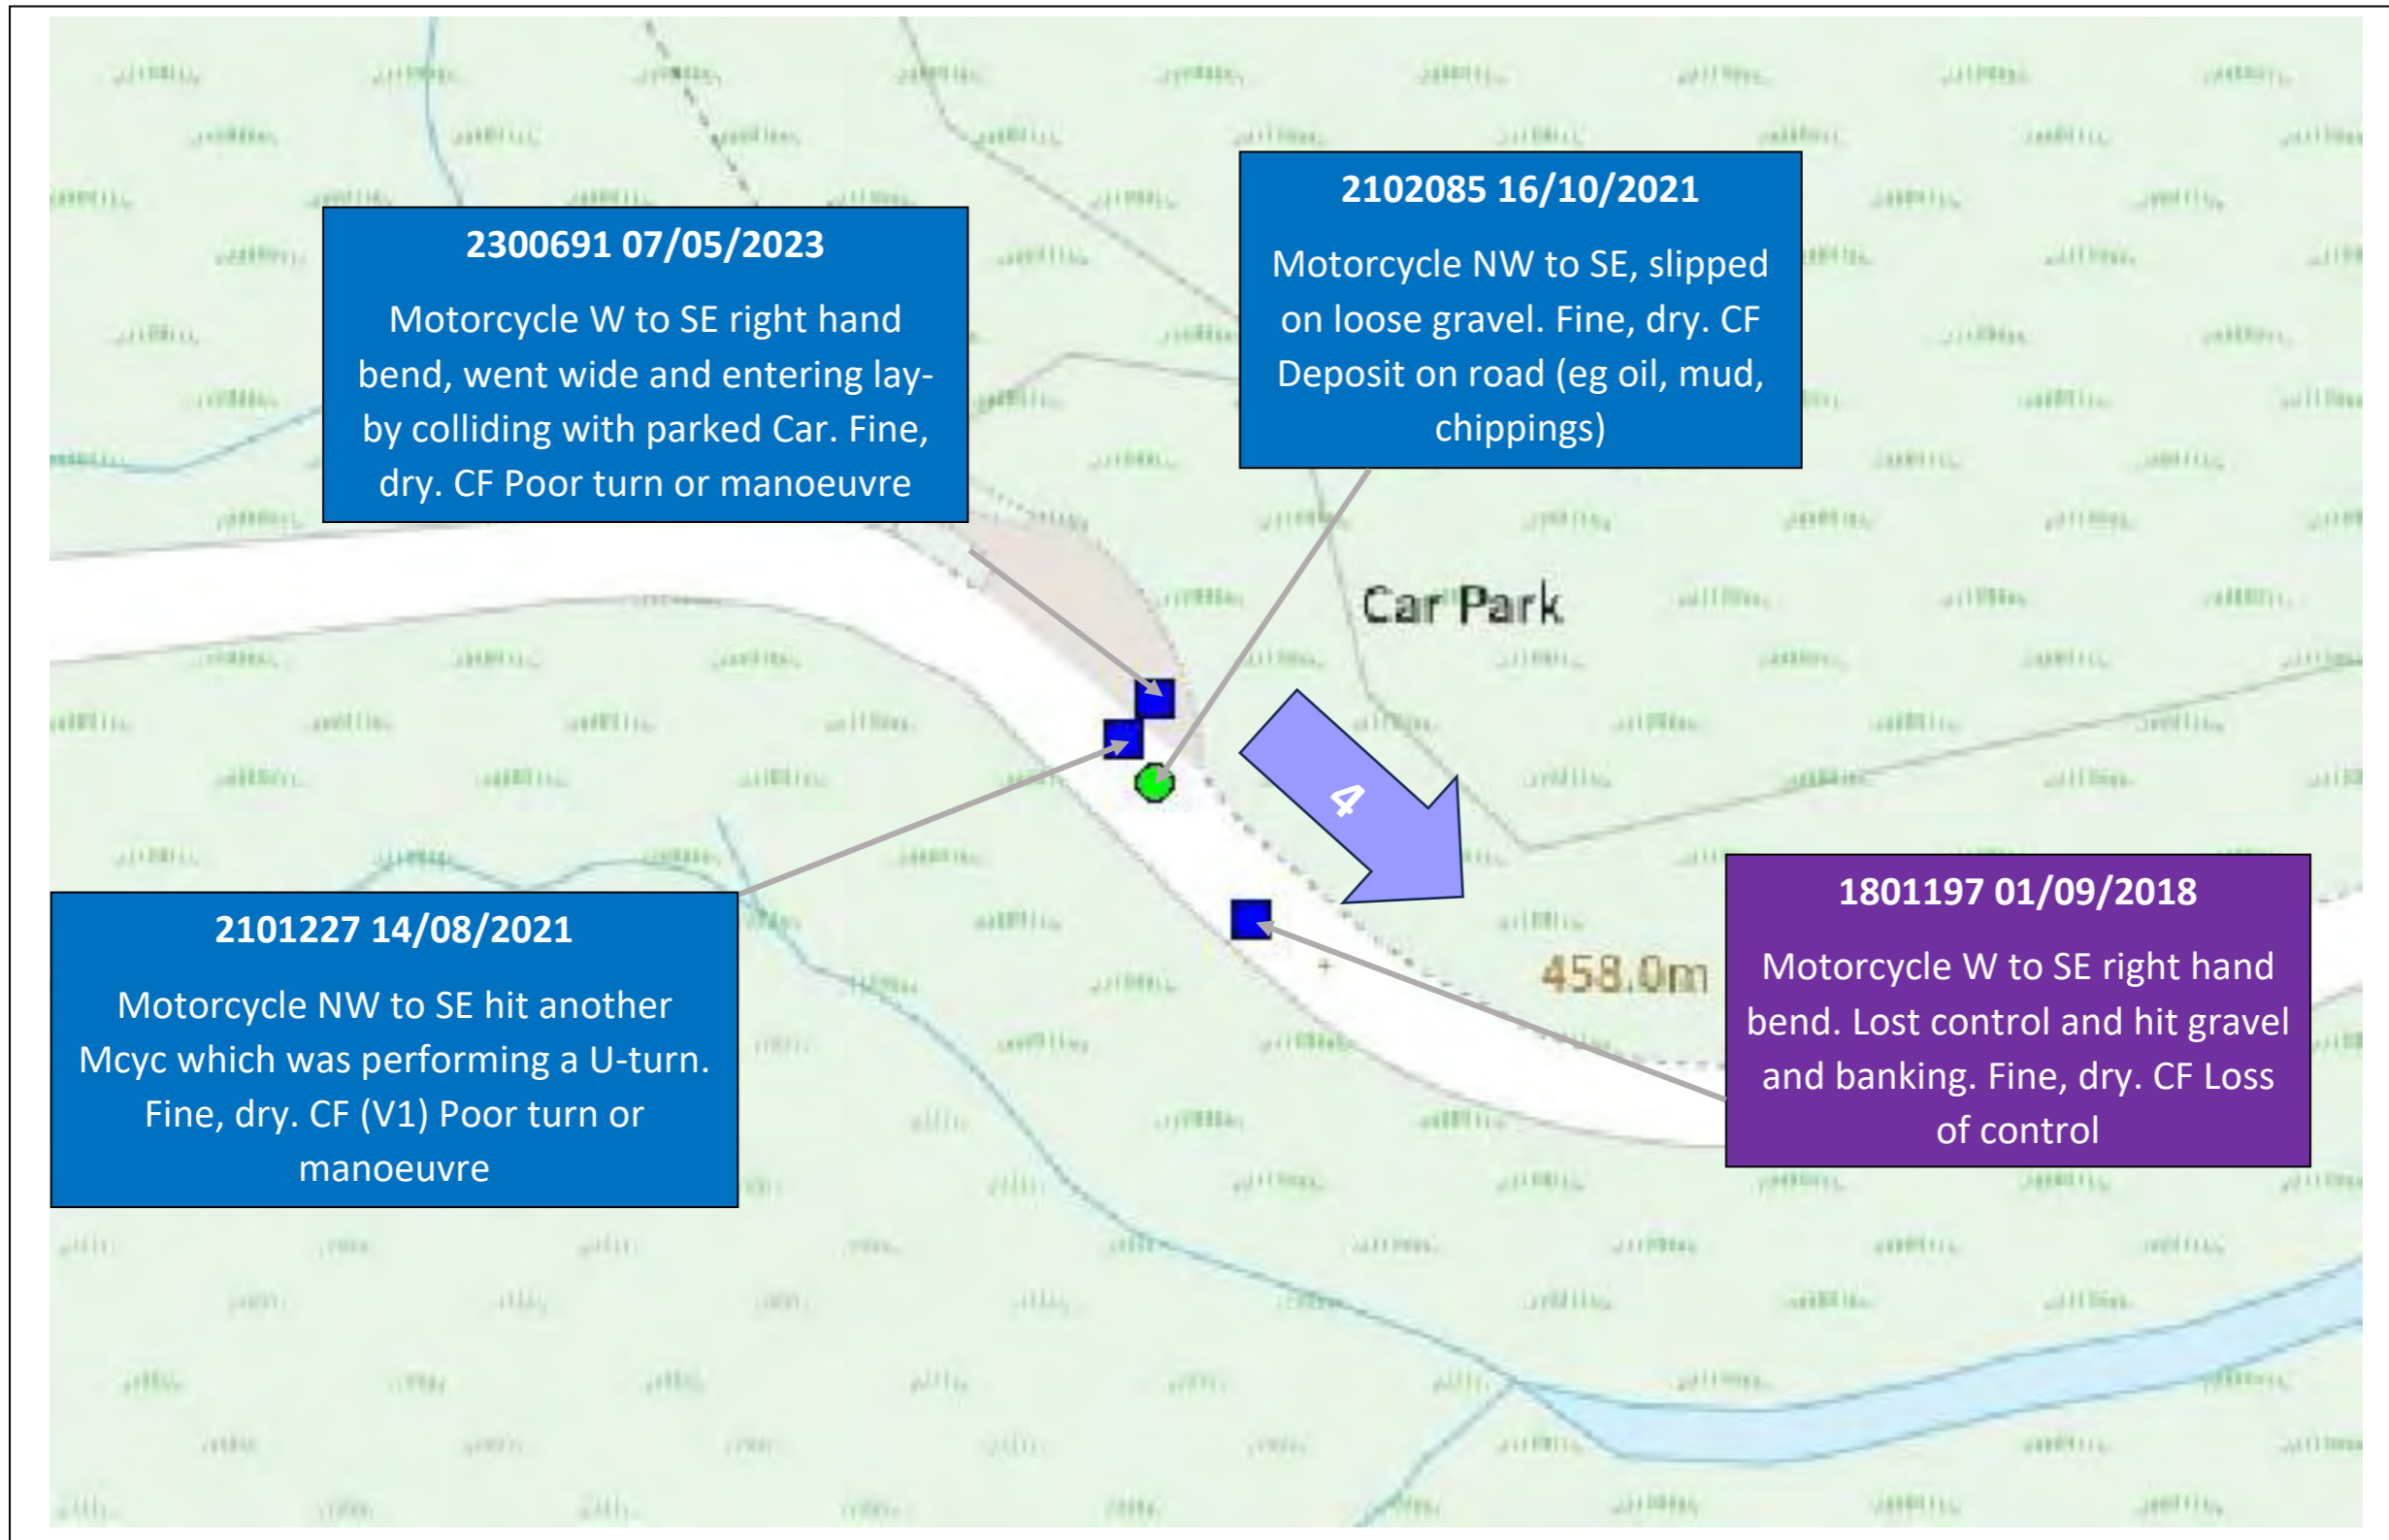 2300691 07/05/2023
Motorcycle W to SE right hand
bend, went wide and entering lay-
by colliding with parked Car. Fine,
dry. CF Poor turn or manoeuvre
2102085 16/10/2021
Motorcycle NW to SE, slipped
on loose gravel. Fine, dry. CF
Deposit on road (eg oil, mud,
chippings)
Car Park
4
2101227 14/08/2021
Motorcycle NW to SE hit another
Mcyc which was performing a U-turn.
Fine, dry. CF (V1) Poor turn or
manoeuvre
458.0m
1801197 01/09/2018
Motorcycle W to SE right hand
bend. Lost control and hit gravel
and banking. Fine, dry. CF Loss
of control